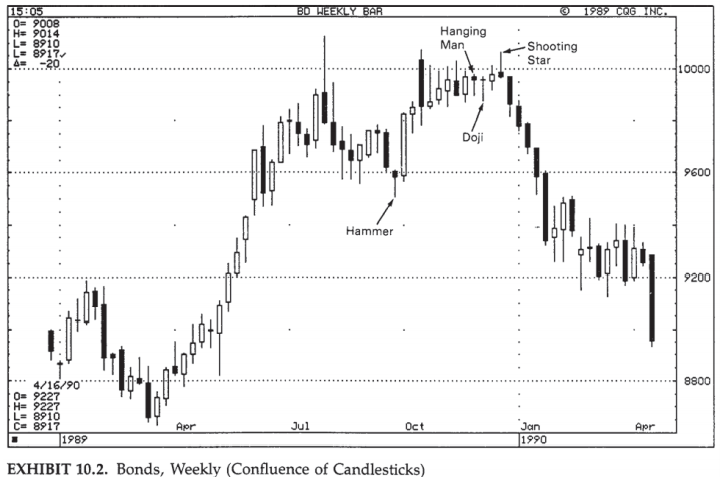 15:05 BD WEEKLY BAR © 1989 CQG INC.
O= 9008
H= 9014
L= 8910
L= 8917✓
Δ= -20
Hanging
Man
Shooting
Star
10000
Doji
9600
Hammer
9200
8800
4/16/90
O= 9227
H= 9227
L= 8910
C= 8917
Apr Jul Oct Jan Apr
1989 1990
EXHIBIT 10.2. Bonds, Weekly (Confluence of Candlesticks)